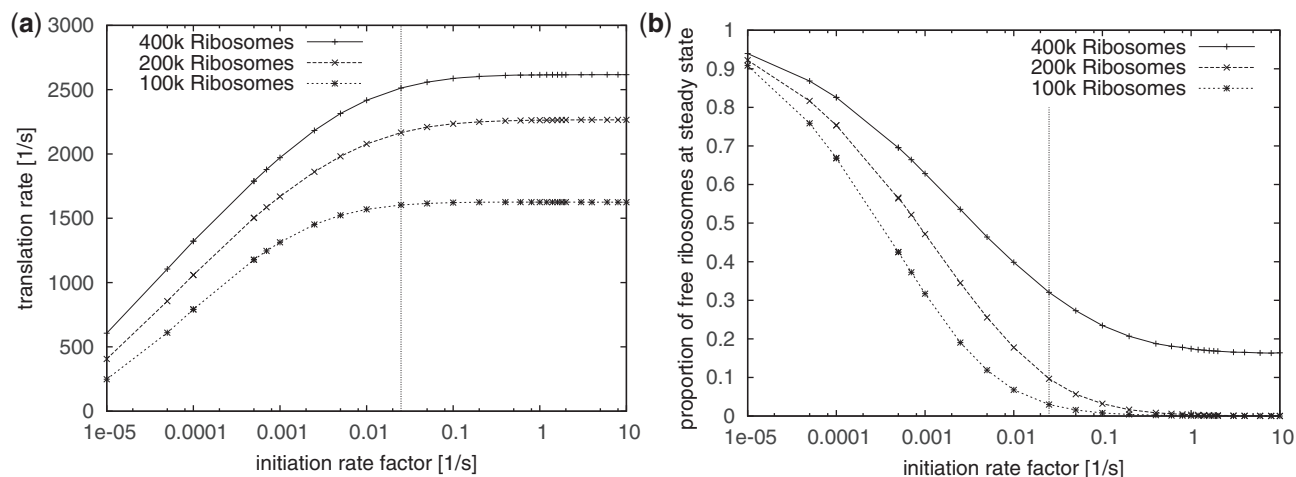 (a)
translation rate [1/s]
3000
2500
2000
1500
1000
500
0
400k Ribosomes
200k Ribosomes
100k Ribosomes
1e-05 0.0001 0.001 0.01 0.1 1 10
initiation rate factor [1/s]
(b)
proportion of free ribosomes at steady state
1
0.9
0.8
0.7
0.6
0.5
0.4
0.3
0.2
0.1
0
400k Ribosomes
200k Ribosomes
100k Ribosomes
1e-05 0.0001 0.001 0.01 0.1 1 10
initiation rate factor [1/s]